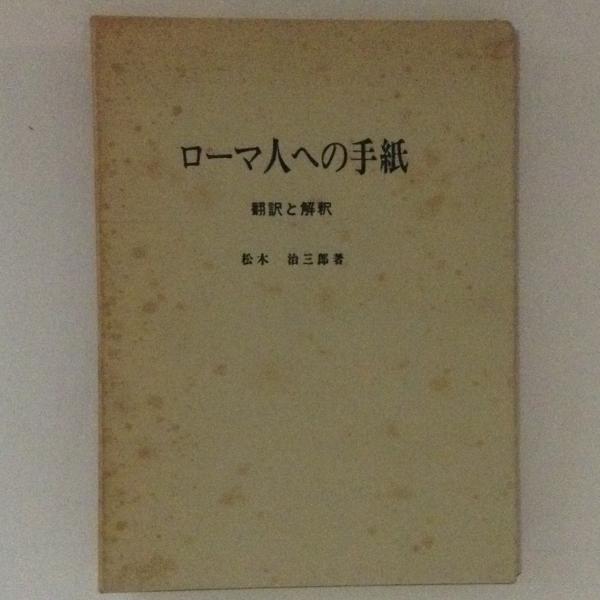 ローマ人への手紙
翻訳と解釈
松木 治三郎著